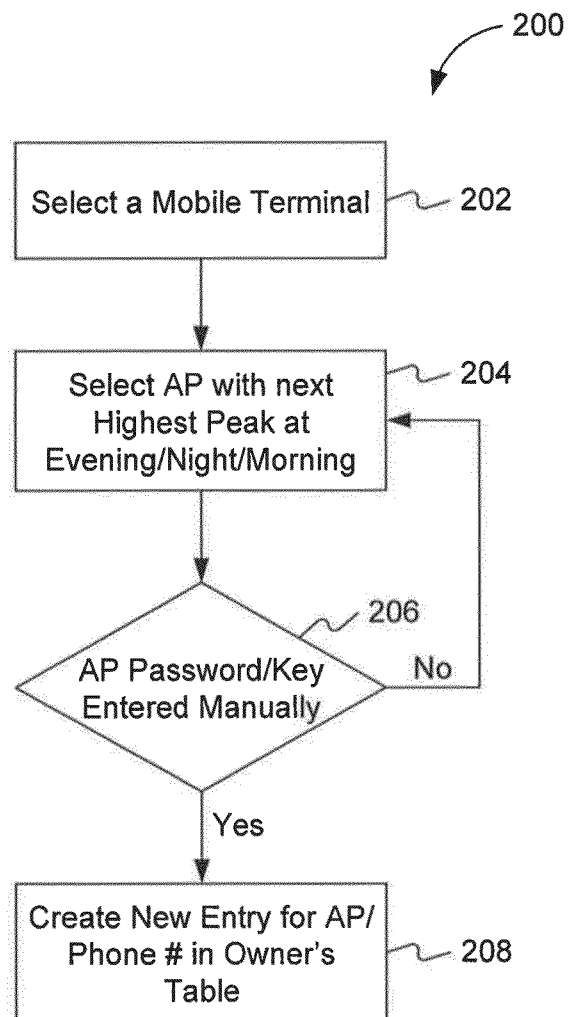 200
Select a Mobile Terminal
202
Select AP with next
Highest Peak at
Evening/Night/Morning
204
206
AP Password/Key
Entered Manually
No
Yes
Create New Entry for AP/
Phone # in Owner's
Table
208